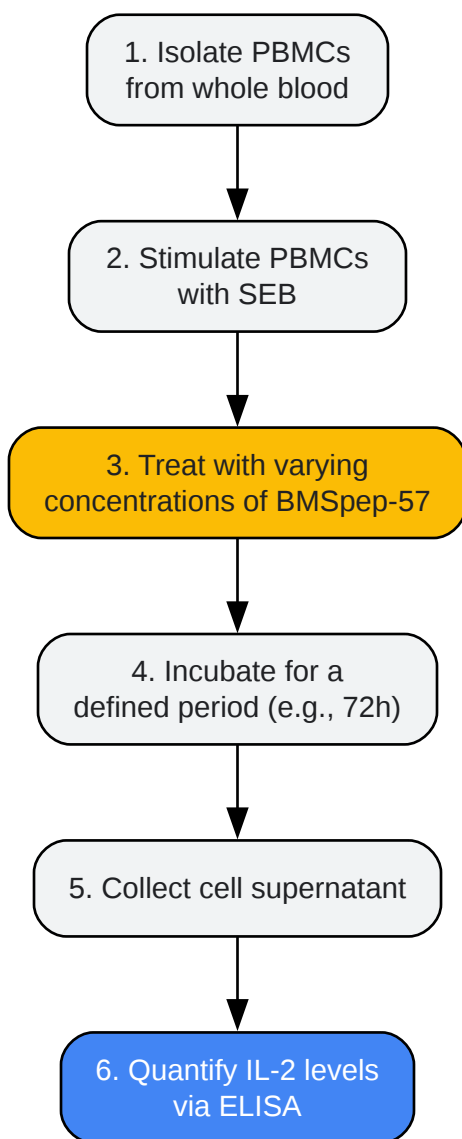 1. Isolate PBMCs
from whole blood
2. Stimulate PBMCs
with SEB
3. Treat with varying
concentrations of BMSpep-57
4. Incubate for a
defined period (e.g., 72h)
5. Collect cell supernatant
6. Quantify IL-2 levels
via ELISA